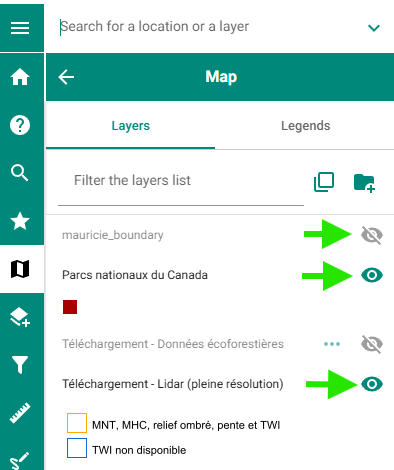 Search for a location or a layer
Map
Layers
Legends
Filter the layers list
mauricie_boundary
Parcs nationaux du Canada
Téléchargement - Données écoforestières
Téléchargement - Lidar (pleine résolution)
MNT, MHC, relief ombré, pente et TWI
TWI non disponible